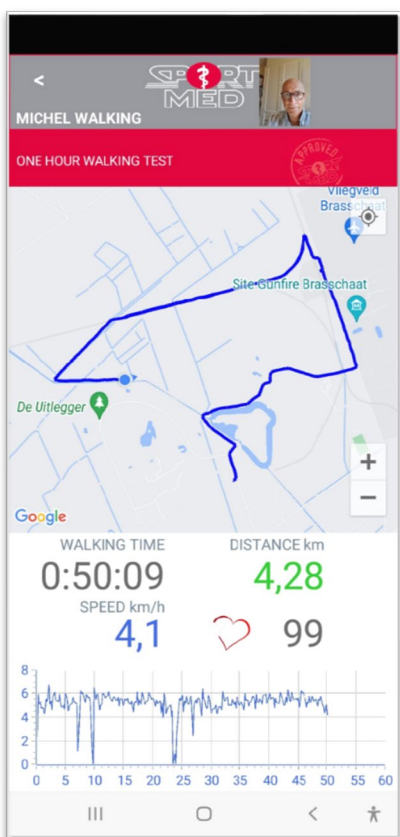 <
SPORT
MED
MICHEL WALKING
ONE HOUR WALKING TEST
APPROVED
Vliegveld
Brasschaat
Site Gunfire Brasschaat
De Uitlegger
+
−
Google
WALKING TIME DISTANCE km
0:50:09 4,28
SPEED km/h
4,1 99
8
6
4
2
0
0 5 10 15 20 25 30 35 40 45 50 55 60